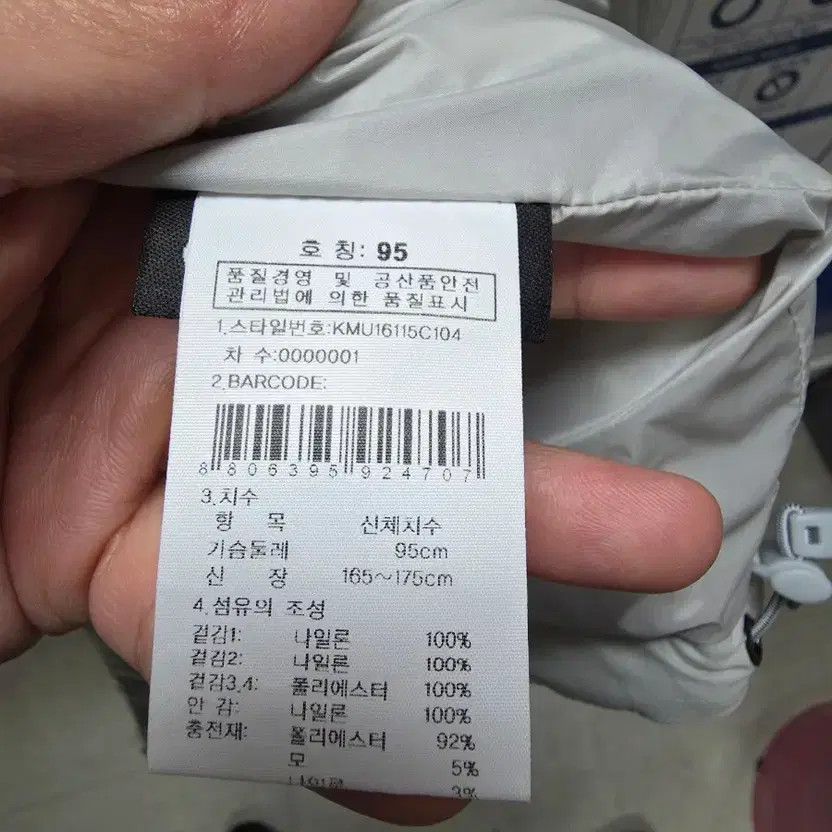 호 칭: 95
품질경영 및 공산품안전
관리법에 의한 품질표시
1.스타일번호:KMU16115C104
차 수:0000001
2.BARCODE:
8 806395 924707
3.치수
항 목 신체치수
가슴둘레 95cm
신 장 165~175cm
4.섬유의 조성
겉감1: 나일론 100%
겉감2: 나일론 100%
겉감3,4: 폴리에스터 100%
안 감: 나일론 100%
충전재: 폴리에스터 92%
모 5%
나일론 3%